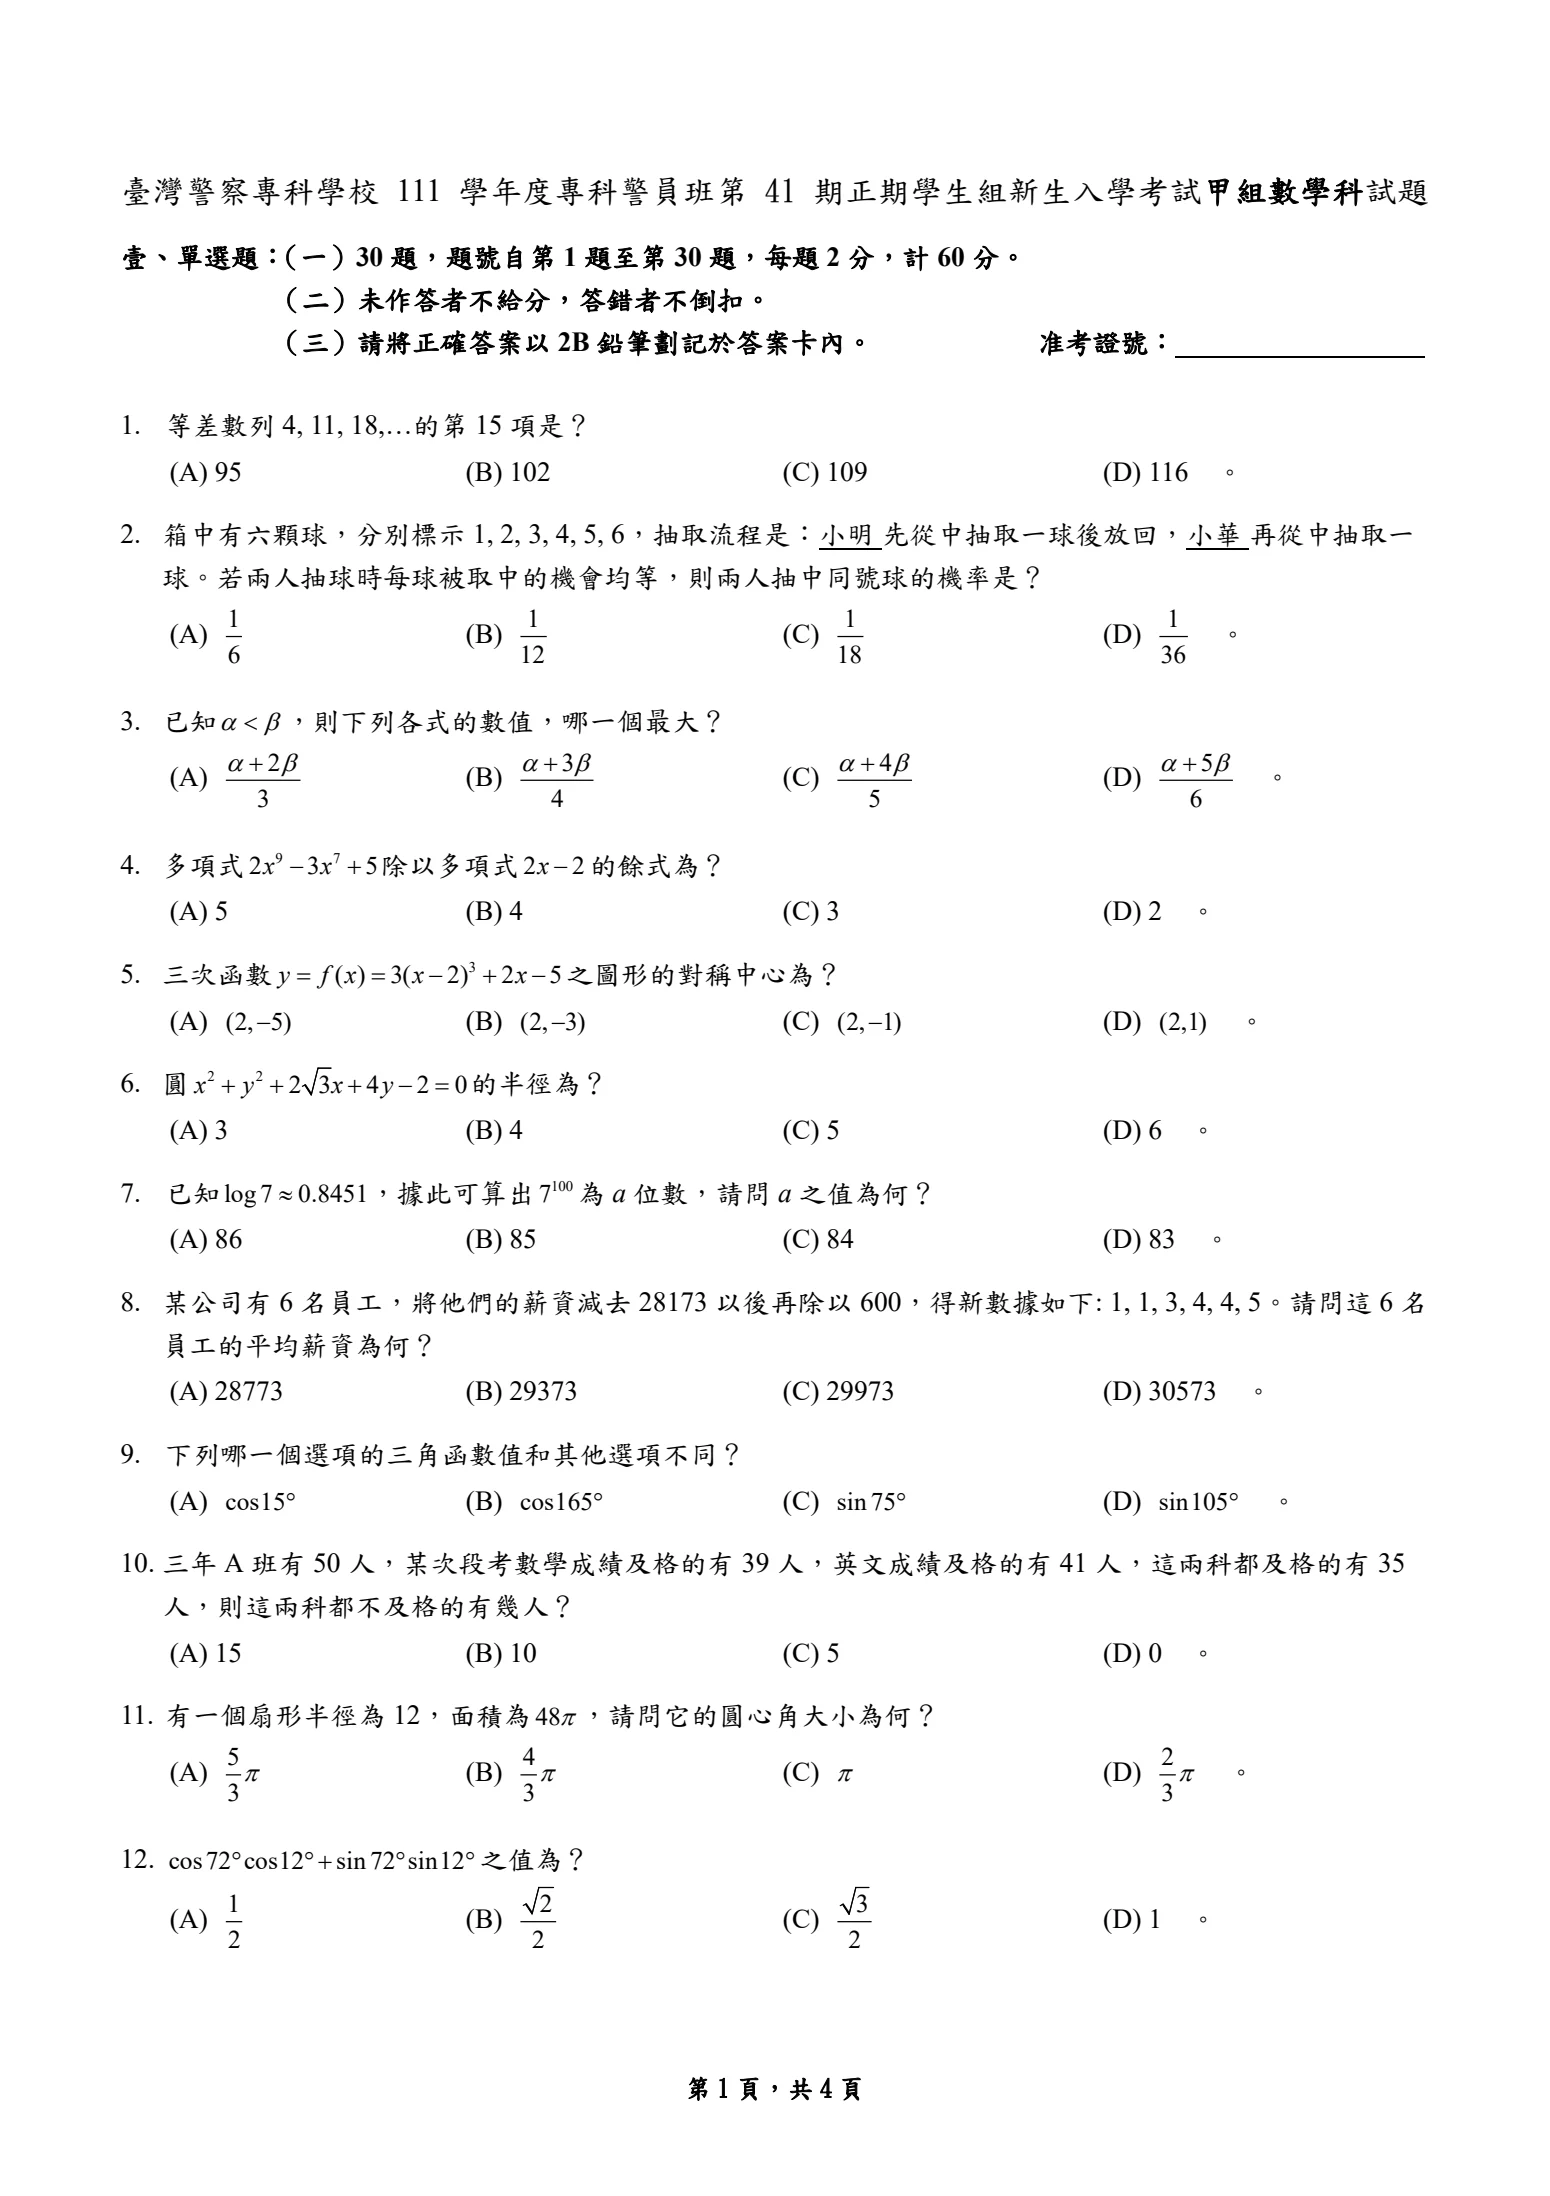 臺灣警察專科學校 111 學年度專科警員班第 41 期正期學生組新生入學考試甲組數學科試題
壹、單選題：（一）30 題，題號自第 1 題至第 30 題，每題 2 分，計 60 分。
（二）未作答者不給分，答錯者不倒扣。
（三）請將正確答案以 2B 鉛筆劃記於答案卡內。 准考證號：
1. 等差數列 4, 11, 18,…的第 15 項是？
(A) 95 (B) 102 (C) 109 (D) 116 。
2. 箱中有六顆球，分別標示 1, 2, 3, 4, 5, 6，抽取流程是：小明 先從中抽取一球後放回，小華 再從中抽取一
球。若兩人抽球時每球被取中的機會均等，則兩人抽中同號球的機率是？
(A) 1/6 (B) 1/12 (C) 1/18 (D) 1/36 。
3. 已知 α < β ，則下列各式的數值，哪一個最大？
(A) (α+2β)/3 (B) (α+3β)/4 (C) (α+4β)/5 (D) (α+5β)/6 。
4. 多項式 2x⁹ − 3x⁷ + 5 除以多項式 2x − 2 的餘式為？
(A) 5 (B) 4 (C) 3 (D) 2 。
5. 三次函數 y = f(x) = 3(x − 2)³ + 2x − 5 之圖形的對稱中心為？
(A) (2,−5) (B) (2,−3) (C) (2,−1) (D) (2,1) 。
6. 圓 x² + y² + 2√3x + 4y − 2 = 0 的半徑為？
(A) 3 (B) 4 (C) 5 (D) 6 。
7. 已知 log 7 ≈ 0.8451，據此可算出 7¹⁰⁰ 為 a 位數，請問 a 之值為何？
(A) 86 (B) 85 (C) 84 (D) 83 。
8. 某公司有 6 名員工，將他們的薪資減去 28173 以後再除以 600，得新數據如下: 1, 1, 3, 4, 4, 5。請問這 6 名
員工的平均薪資為何？
(A) 28773 (B) 29373 (C) 29973 (D) 30573 。
9. 下列哪一個選項的三角函數值和其他選項不同？
(A) cos15° (B) cos165° (C) sin 75° (D) sin105° 。
10. 三年 A 班有 50 人，某次段考數學成績及格的有 39 人，英文成績及格的有 41 人，這兩科都及格的有 35
人，則這兩科都不及格的有幾人？
(A) 15 (B) 10 (C) 5 (D) 0 。
11. 有一個扇形半徑為 12，面積為 48π ，請問它的圓心角大小為何？
(A) 5/3 π (B) 4/3 π (C) π (D) 2/3 π 。
12. cos 72° cos12° + sin 72° sin12° 之值為？
(A) 1/2 (B) √2/2 (C) √3/2 (D) 1 。
第 1 頁，共 4 頁